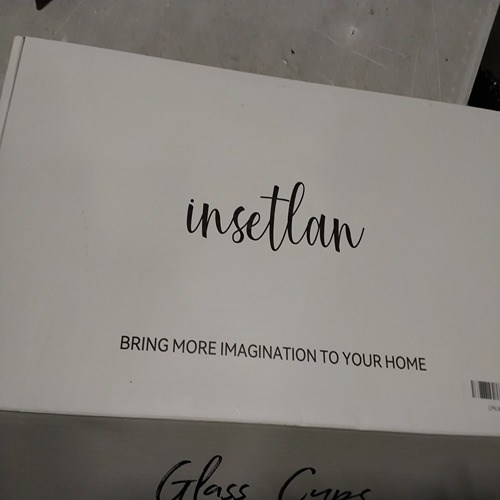 insetlan
BRING MORE IMAGINATION TO YOUR HOME
Glass Cups